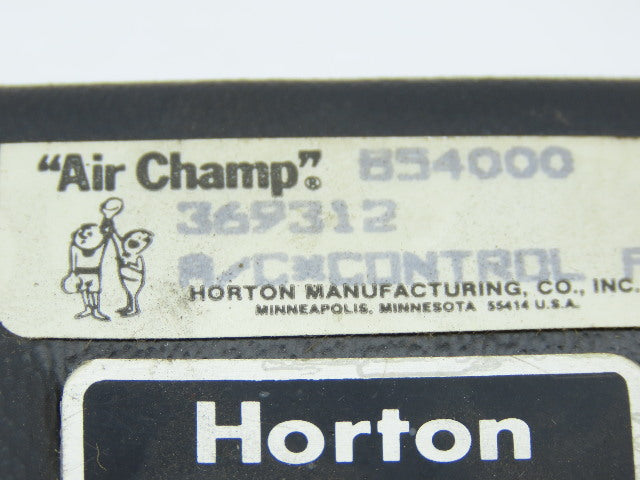 "Air Champ"® 854000
369312
A/C*CONTROL
HORTON MANUFACTURING, CO., INC.
MINNEAPOLIS, MINNESOTA 55414 U.S.A.
Horton